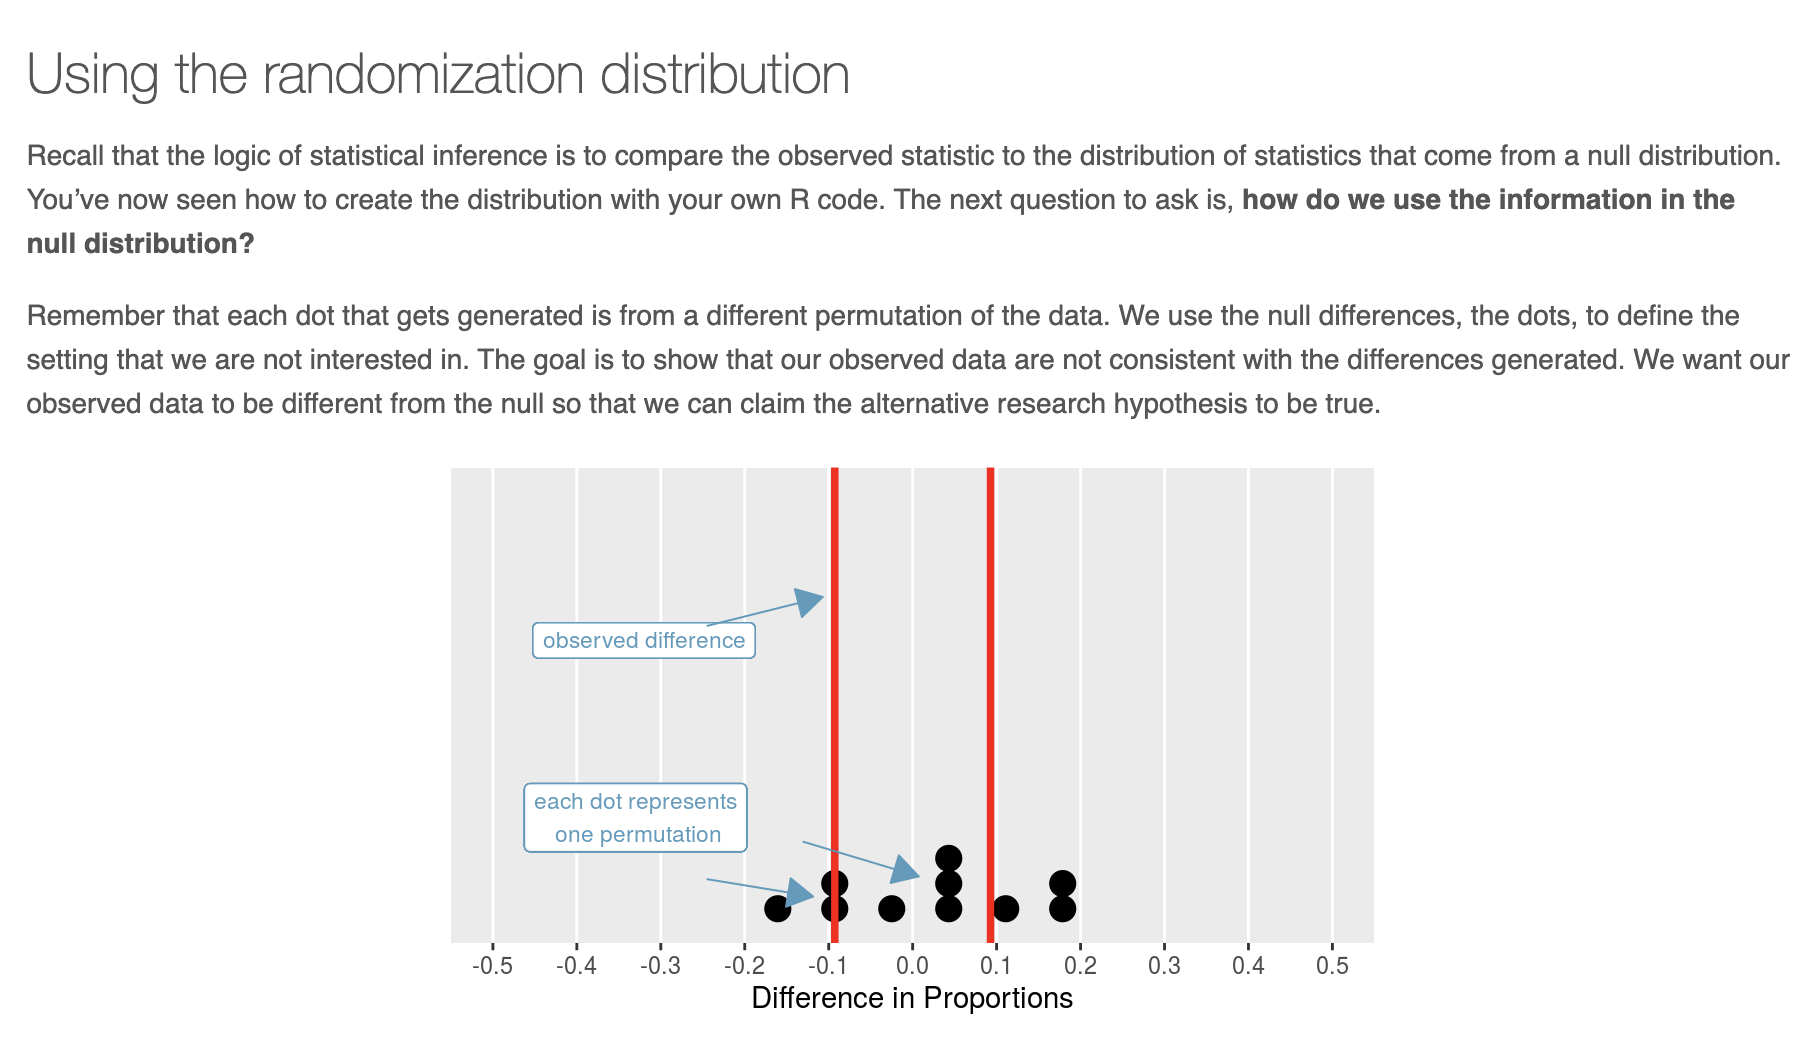 Using the randomization distribution
Recall that the logic of statistical inference is to compare the observed statistic to the distribution of statistics that come from a null distribution.
You’ve now seen how to create the distribution with your own R code. The next question to ask is, how do we use the information in the
null distribution?
Remember that each dot that gets generated is from a different permutation of the data. We use the null differences, the dots, to define the
setting that we are not interested in. The goal is to show that our observed data are not consistent with the differences generated. We want our
observed data to be different from the null so that we can claim the alternative research hypothesis to be true.
observed difference
each dot represents
one permutation
-0.5 -0.4 -0.3 -0.2 -0.1 0.0 0.1 0.2 0.3 0.4 0.5
Difference in Proportions